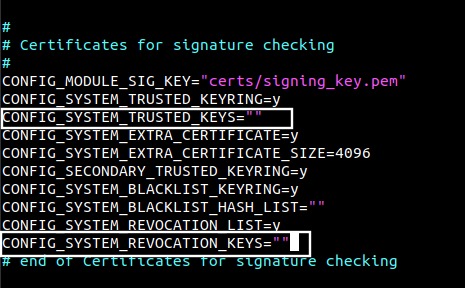 #
# Certificates for signature checking
#
CONFIG_MODULE_SIG_KEY="certs/signing_key.pem"
CONFIG_SYSTEM_TRUSTED_KEYRING=y
CONFIG_SYSTEM_TRUSTED_KEYS=""
CONFIG_SYSTEM_EXTRA_CERTIFICATE=y
CONFIG_SYSTEM_EXTRA_CERTIFICATE_SIZE=4096
CONFIG_SECONDARY_TRUSTED_KEYRING=y
CONFIG_SYSTEM_BLACKLIST_KEYRING=y
CONFIG_SYSTEM_BLACKLIST_HASH_LIST=""
CONFIG_SYSTEM_REVOCATION_LIST=y
CONFIG_SYSTEM_REVOCATION_KEYS=""
# end of Certificates for signature checking